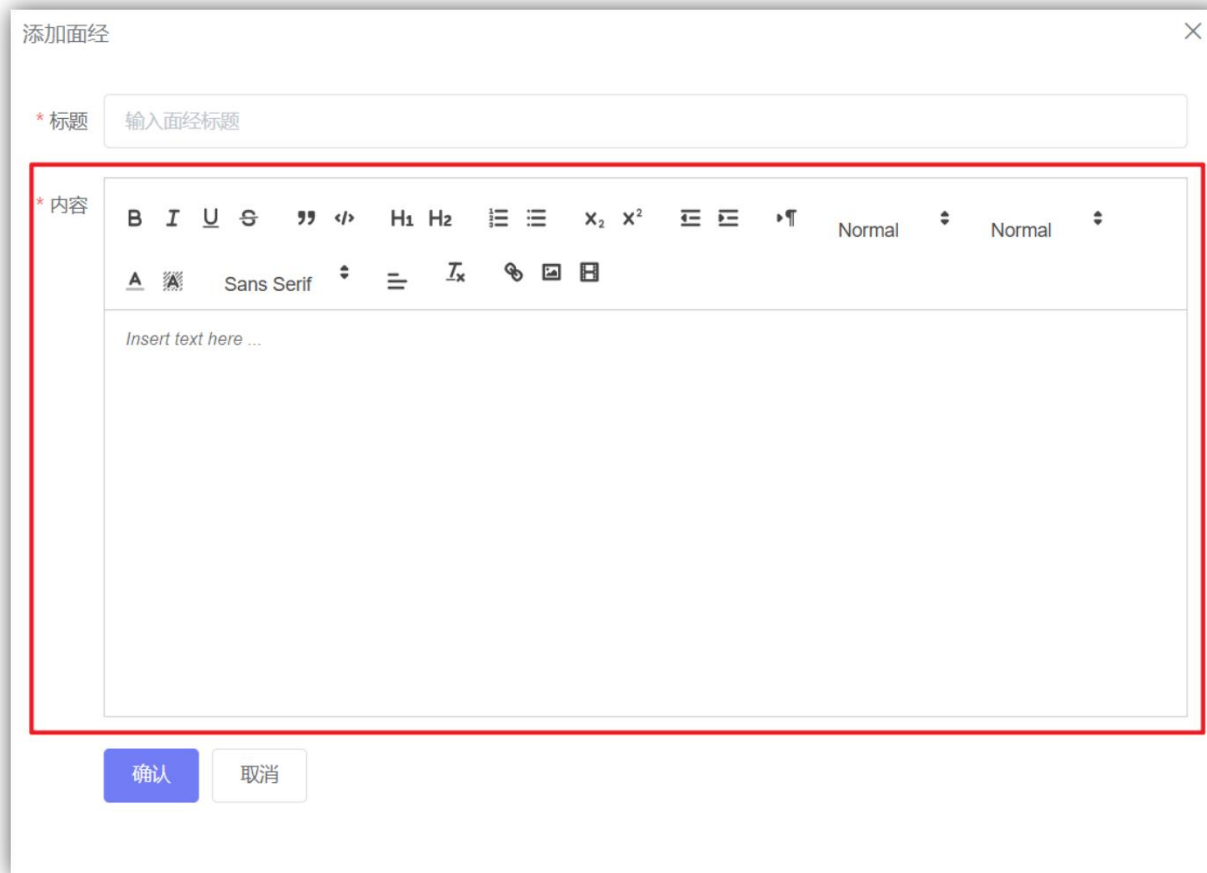 添加面经
* 标题 输入面经标题
* 内容
B I U S H1 H2 X₂ X² Normal Normal
A A Sans Serif Tx
Insert text here ...
确认 取消